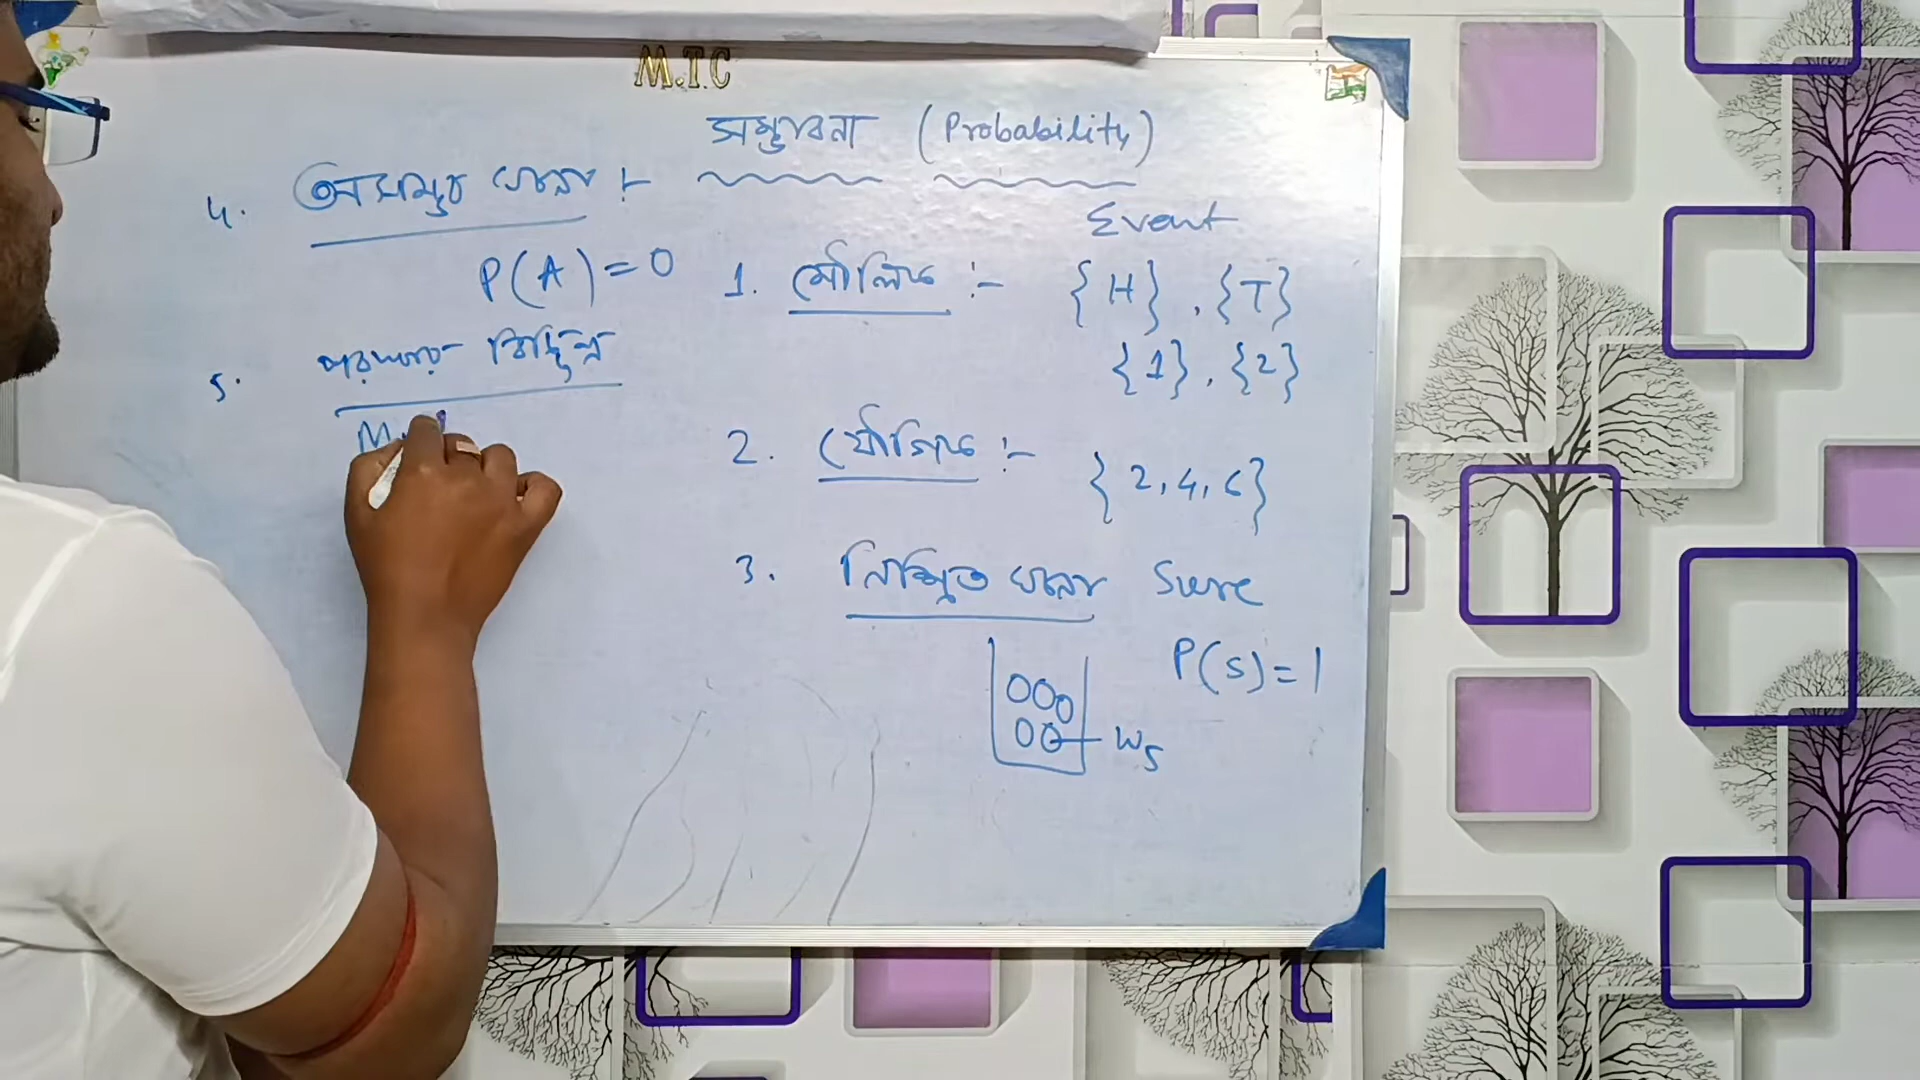 M.T.C
সম্ভাবনা (Probability)
4. অসম্ভব ঘটনা :-
P(A)=0
5. পরস্পর বিচ্ছিন্ন
Mu
Event
1. মৌলিক :- {H}, {T}
{1}, {2}
2. যৌগিক :- {2,4,6}
3. নিশ্চিত ঘটনা Sure
P(S)=1
W5